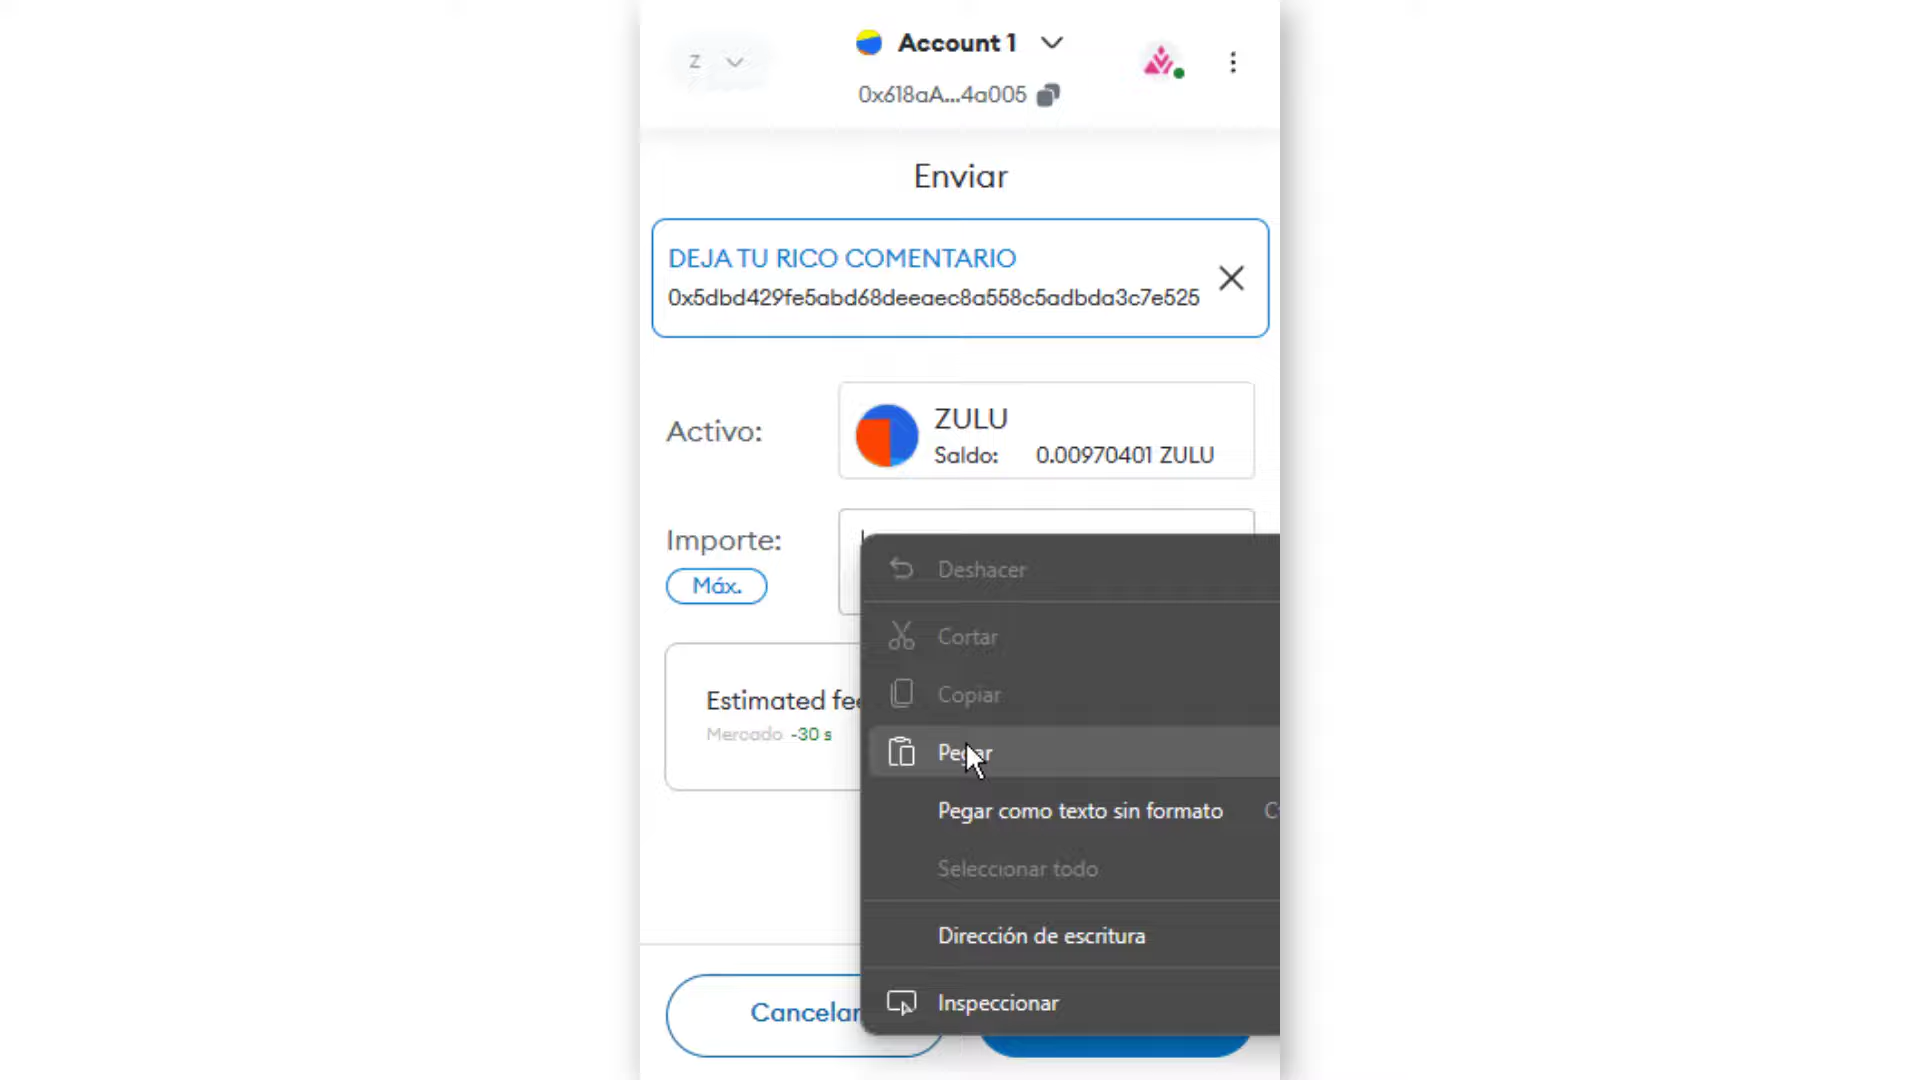 Z
Account 1
0x618aA...4a005
Enviar
DEJA TU RICO COMENTARIO
0x5dbd429fe5abd68deeaec8a558c5adbda3c7e525
Activo:
ZULU
Saldo: 0.00970401 ZULU
Importe:
Máx.
Deshacer
Cortar
Copiar
Estimated fee
Mercado -30 s
Pegar
Pegar como texto sin formato
Seleccionar todo
Dirección de escritura
Inspeccionar
Cancelar